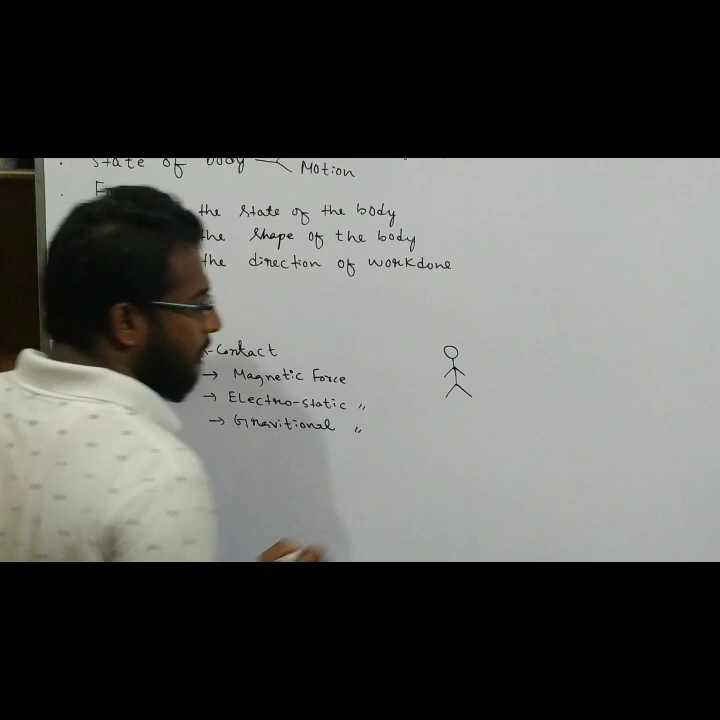 State of body Motion
the state of the body
the shape of the body
the direction of workdone
-Contact
→ Magnetic Force
→ Electro-static "
→ Gravitional "